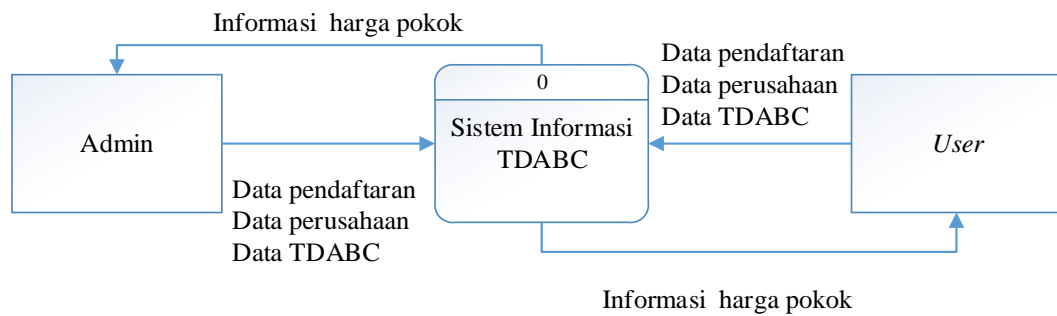 Informasi harga pokok
Data pendaftaran
Data perusahaan
Data TDABC
0
Admin
Sistem Informasi
TDABC
User
Data pendaftaran
Data perusahaan
Data TDABC
Informasi harga pokok